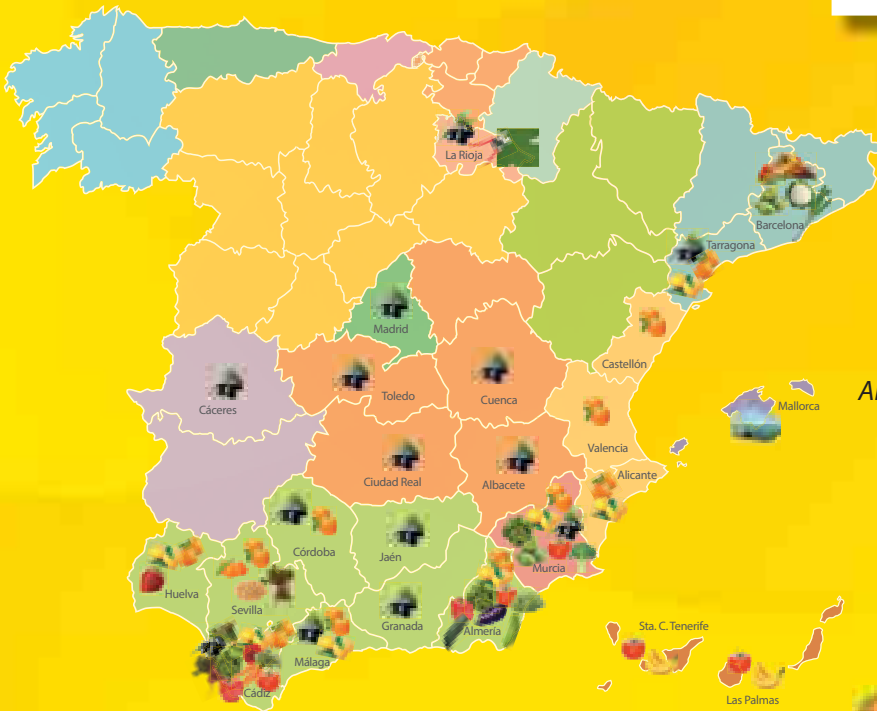 La Rioja
Barcelona
Tarragona
Madrid
Castellón
Toledo
Cuenca
Cáceres
Mallorca
Valencia
Ciudad Real
Albacete
Alicante
Córdoba
Jaén
Murcia
Huelva
Sevilla
Granada
Almería
Sta. C. Tenerife
Málaga
Cádiz
Las Palmas